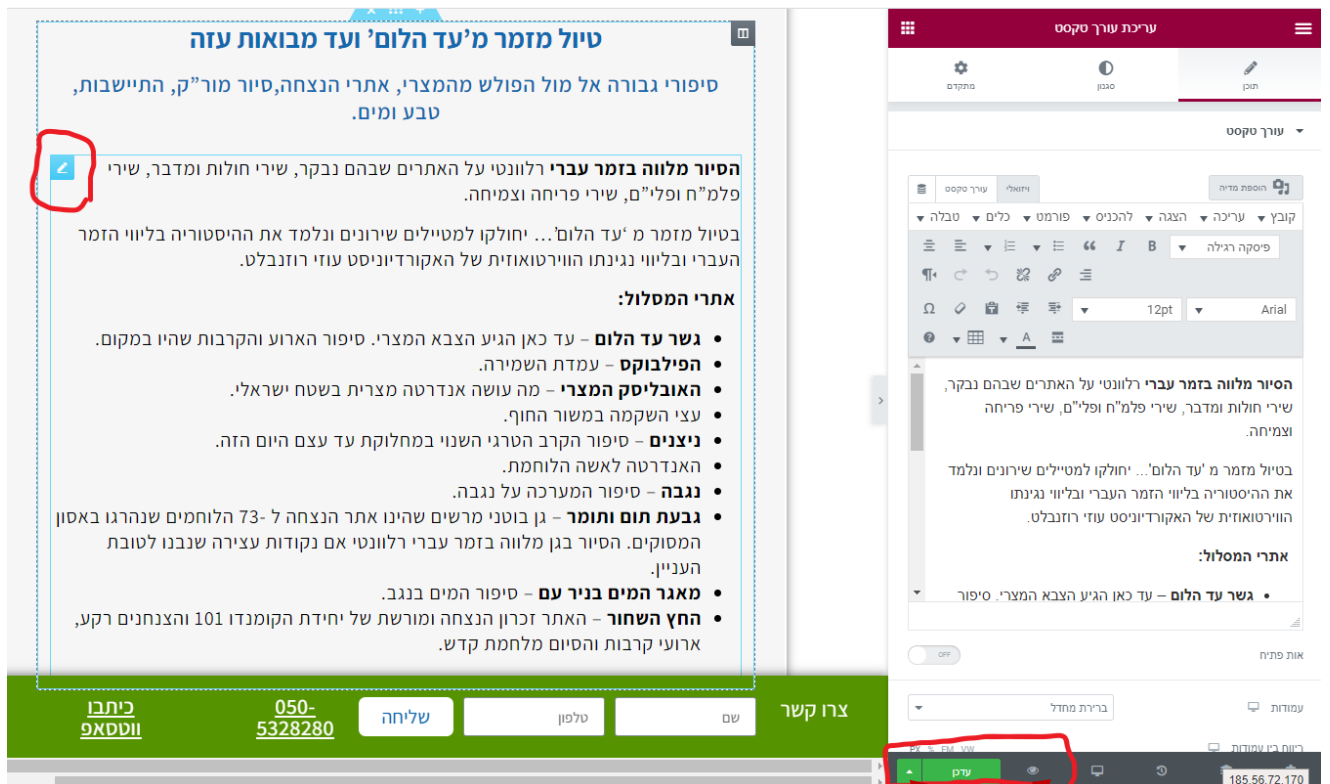 טיול מזמר מ'עד הלום' ועד מבואות עזה
סיפורי גבורה אל מול הפולש מהמצרי, אתרי הנצחה,סיור מור"ק, התיישבות,
טבע ומים.
הסיור מלווה בזמר עברי רלוונטי על האתרים שבהם נבקר, שירי חולות ומדבר, שירי
פלמ"ח ופלי"ם, שירי פריחה וצמיחה.
בטיול מזמר מ 'עד הלום'... יחולקו למטיילים שירונים ונלמד את ההיסטוריה בליווי הזמר
העברי ובליווי נגינתו הווירטואוזית של האקורדיוניסט עוזי רוזנבלט.
אתרי המסלול:
• גשר עד הלום – עד כאן הגיע הצבא המצרי. סיפור הארוע והקרבות שהיו במקום.
• הפילבוקס – עמדת השמירה.
• האובליסק המצרי – מה עושה אנדרטה מצרית בשטח ישראלי.
• עצי השקמה במשור החוף.
• ניצנים – סיפור הקרב הטרגי השנוי במחלוקת עד עצם היום הזה.
• האנדרטה לאשה הלוחמת.
• נגבה – סיפור המערכה על נגבה.
• גבעת תום ותומר – גן בוטני מרשים שהינו אתר הנצחה ל -73 הלוחמים שנהרגו באסון
המסוקים. הסיור בגן מלווה בזמר עברי רלוונטי אם נקודות עצירה שנבנו לטובת
העניין.
• מאגר המים בניר עם – סיפור המים בנגב.
• החץ השחור – האתר זכרון הנצחה ומורשת של יחידת הקומנדו 101 והצנחנים רקע,
ארועי קרבות והסיום מלחמת קדש.
צרו קשר
שם
טלפון
שליחה
050-
5328280
כיתבו
ווטסאפ
עריכת עורך טקסט
תוכן
סגנון
מתקדם
עורך טקסט
הוספת מדיה
ויזואלי
עורך טקסט
קובץ עריכה הצגה להכניס פורמט כלים טבלה
פיסקה רגילה
B I
Arial
12pt
Ω
A
הסיור מלווה בזמר עברי רלוונטי על האתרים שבהם נבקר,
שירי חולות ומדבר, שירי פלמ"ח ופלי"ם, שירי פריחה
וצמיחה.
בטיול מזמר מ 'עד הלום'... יחולקו למטיילים שירונים ונלמד
את ההיסטוריה בליווי הזמר העברי ובליווי נגינתו
הווירטואוזית של האקורדיוניסט עוזי רוזנבלט.
אתרי המסלול:
• גשר עד הלום – עד כאן הגיע הצבא המצרי. סיפור
אות פתיח
OFF
עמודות
ברירת מחדל
ריווח בין עמודות
PX % EM VW
עדכן
185.56.72.170